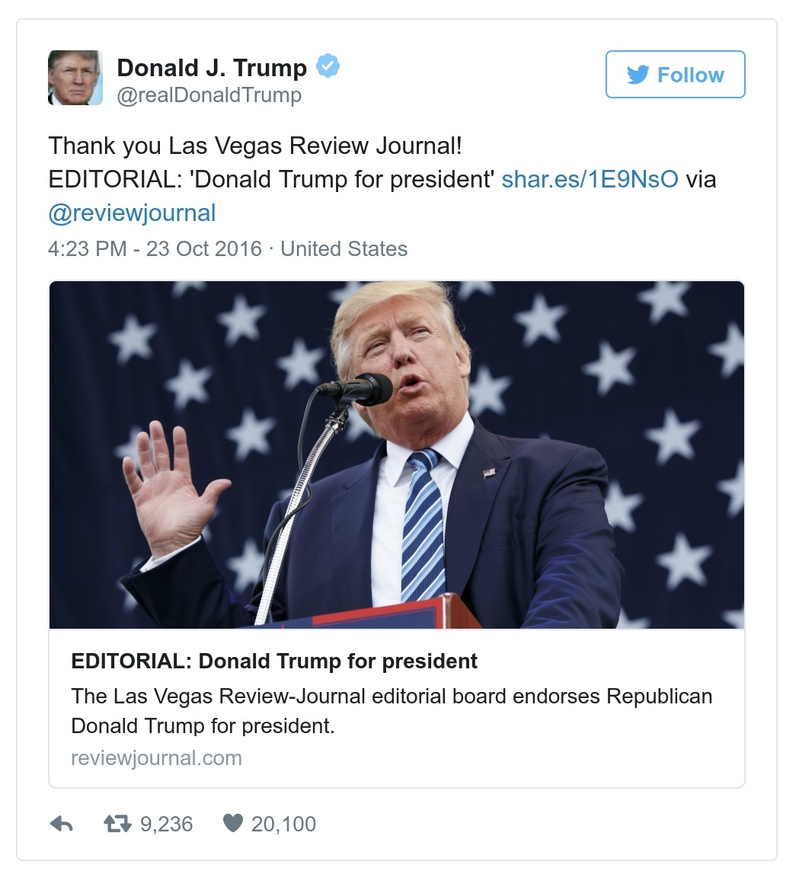 Donald J. Trump
@realDonaldTrump
Follow
Thank you Las Vegas Review Journal!
EDITORIAL: 'Donald Trump for president' shar.es/1E9NsO via
@reviewjournal
4:23 PM - 23 Oct 2016 · United States
EDITORIAL: Donald Trump for president
The Las Vegas Review-Journal editorial board endorses Republican
Donald Trump for president.
reviewjournal.com
9,236 20,100